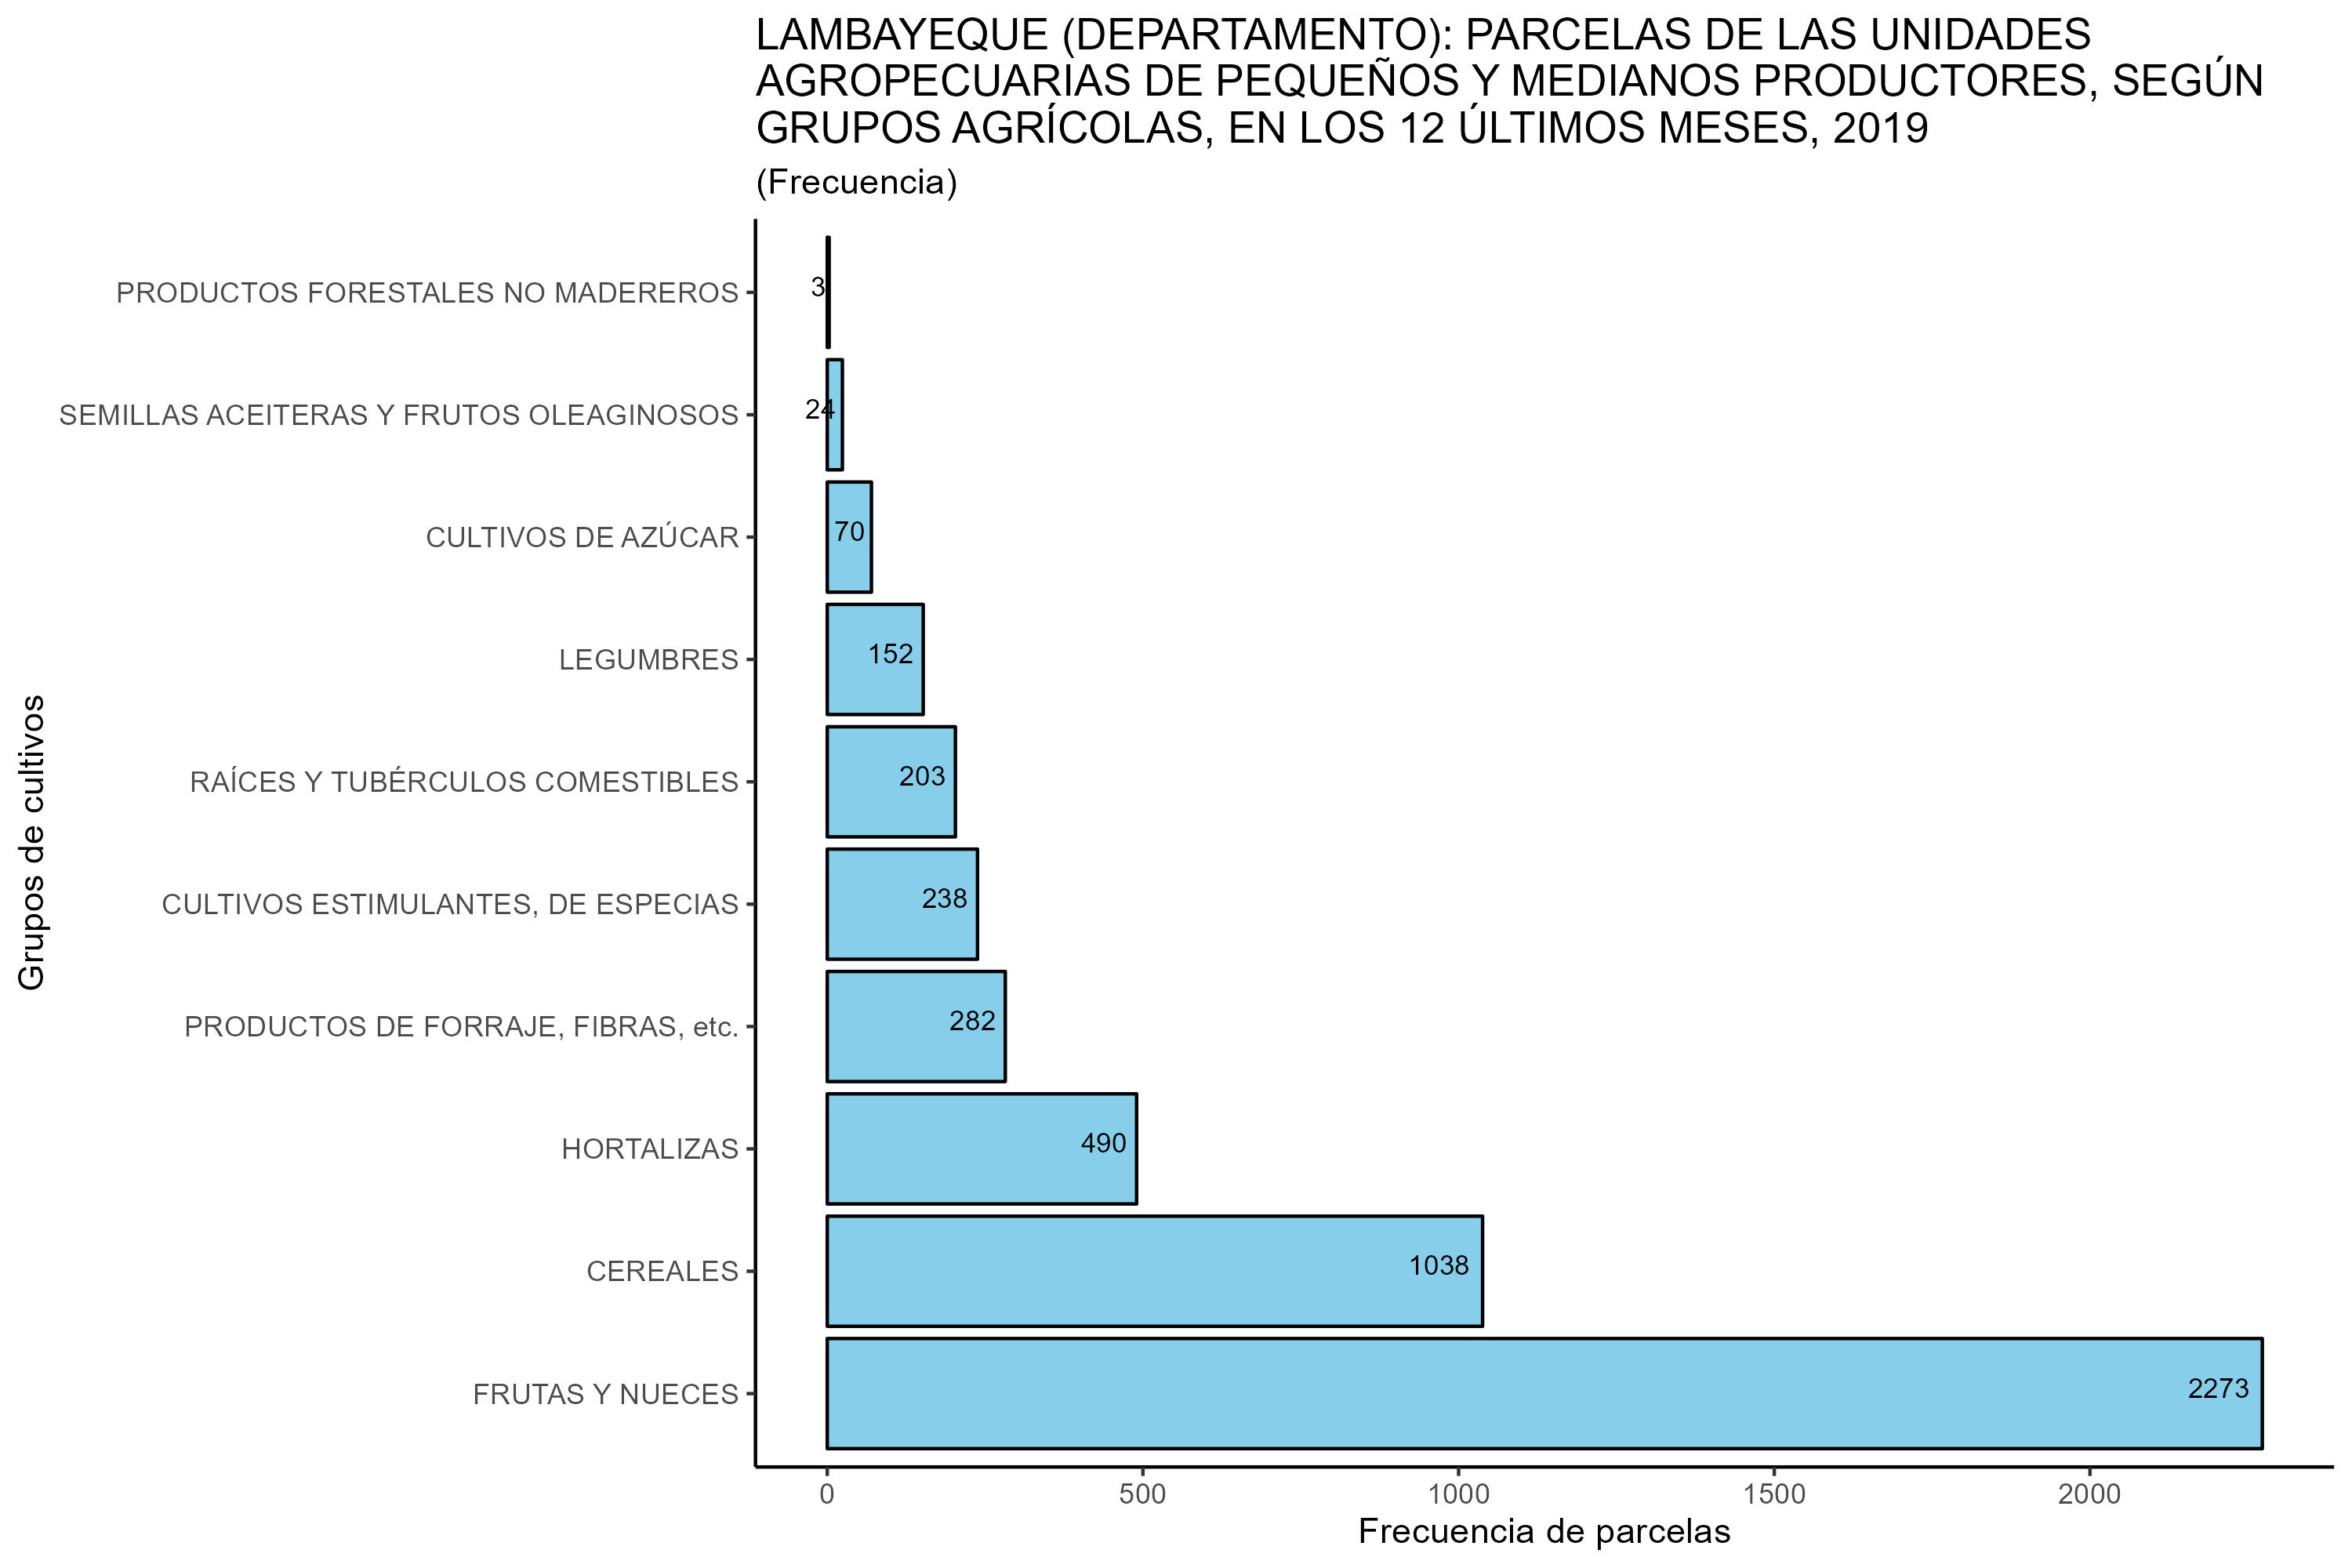 LAMBAYEQUE (DEPARTAMENTO): PARCELAS DE LAS UNIDADES
AGROPECUARIAS DE PEQUEÑOS Y MEDIANOS PRODUCTORES, SEGÚN
GRUPOS AGRÍCOLAS, EN LOS 12 ÚLTIMOS MESES, 2019
(Frecuencia)
Grupos de cultivos
PRODUCTOS FORESTALES NO MADEREROS 3
SEMILLAS ACEITERAS Y FRUTOS OLEAGINOSOS 24
CULTIVOS DE AZÚCAR 70
LEGUMBRES 152
RAÍCES Y TUBÉRCULOS COMESTIBLES 203
CULTIVOS ESTIMULANTES, DE ESPECIAS 238
PRODUCTOS DE FORRAJE, FIBRAS, etc. 282
HORTALIZAS 490
CEREALES 1038
FRUTAS Y NUECES 2273
0 500 1000 1500 2000
Frecuencia de parcelas